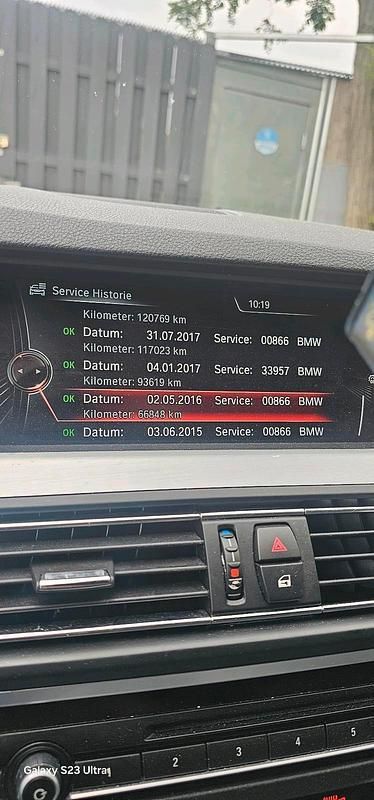 Service Historie
10:19
Kilometer: 120769 km
OK Datum: 31.07.2017 Service: 00866 BMW
Kilometer: 117023 km
OK Datum: 04.01.2017 Service: 33957 BMW
Kilometer: 93619 km
OK Datum: 02.05.2016 Service: 00866 BMW
Kilometer: 66848 km
OK Datum: 03.06.2015 Service: 00866 BMW
2 3 4 5
Galaxy S23 Ultra